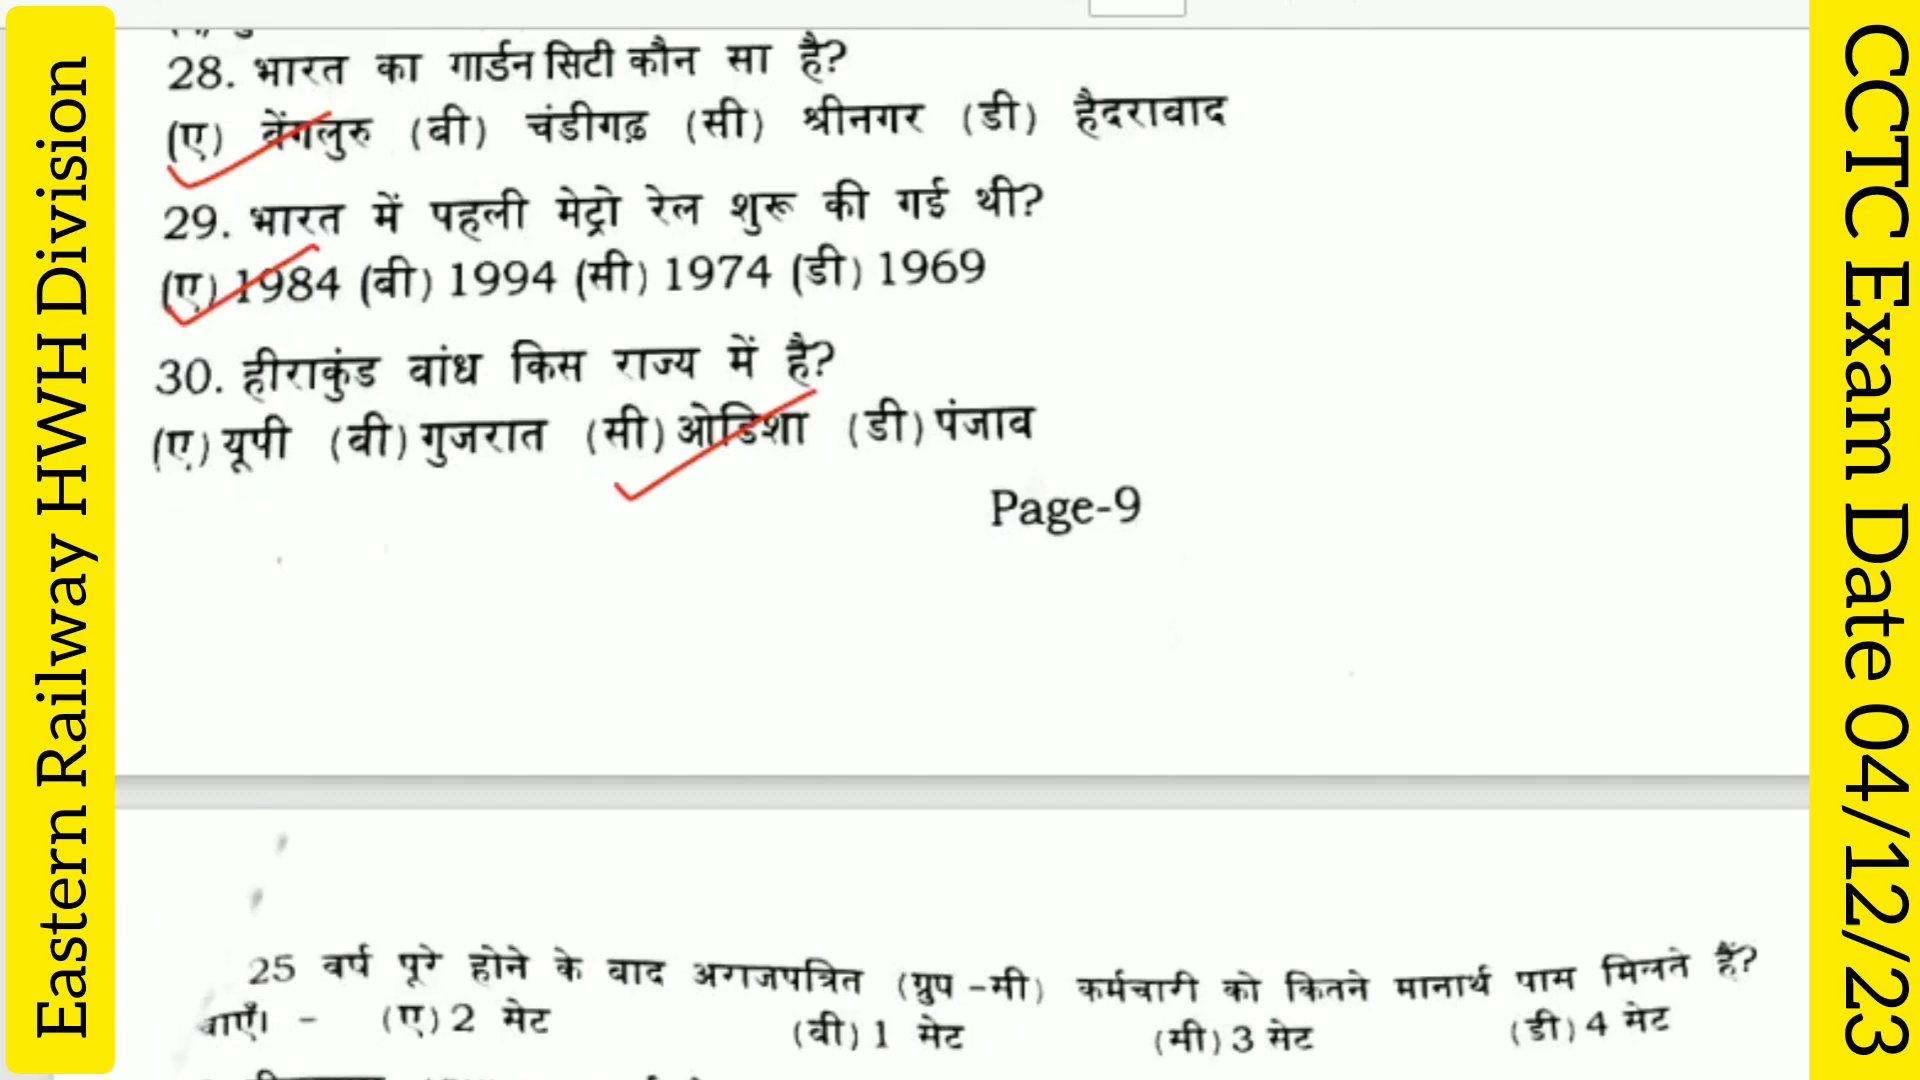 Eastern Railway HWH Division
28. भारत का गार्डन सिटी कौन सा है?
(ए) बेंगलुरु (बी) चंडीगढ़ (सी) श्रीनगर (डी) हैदराबाद
29. भारत में पहली मेट्रो रेल शुरू की गई थी?
(ए) 1984 (बी) 1994 (सी) 1974 (डी) 1969
30. हीराकुंड बांध किस राज्य में है?
(ए) यूपी (बी) गुजरात (सी) ओडिशा (डी) पंजाब
Page-9
25 वर्ष पूरे होने के बाद अराजपत्रित (ग्रुप -सी) कर्मचारी को कितने मानार्थ पास मिलते हैं?
- (ए) 2 सेट (बी) 1 सेट (सी) 3 सेट (डी) 4 सेट
CCTC Exam Date 04/12/23